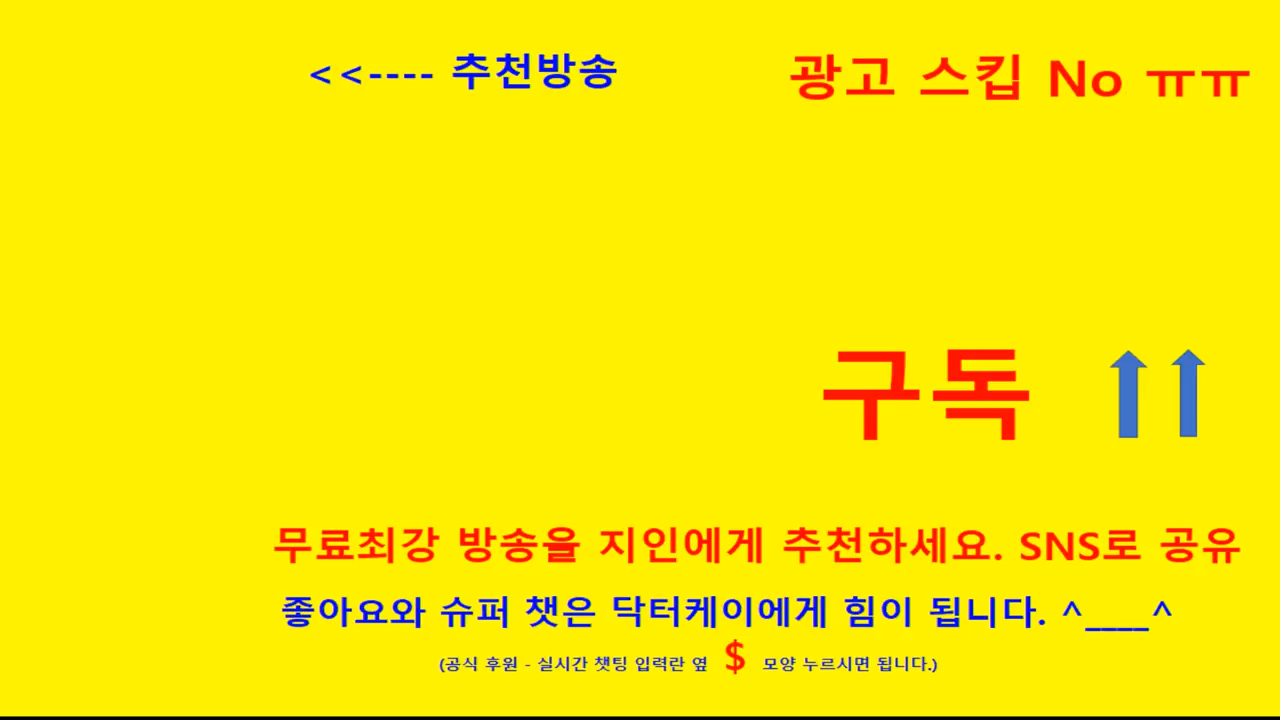 <<---- 추천방송
광고 스킵 No ㅠㅠ
구독
무료최강 방송을 지인에게 추천하세요. SNS로 공유
좋아요와 슈퍼 챗은 닥터케이에게 힘이 됩니다. ^____^
(공식 후원 - 실시간 챗팅 입력란 옆 $ 모양 누르시면 됩니다.)